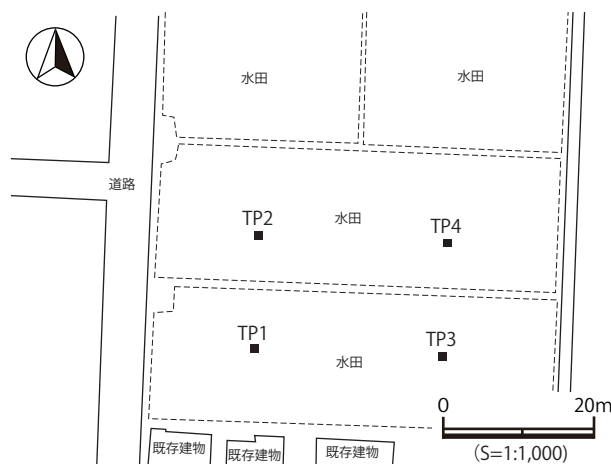 水田
水田
道路
TP2
水田
TP4
TP1
水田
TP3
0 20m
(S=1:1,000)
既存建物
既存建物
既存建物